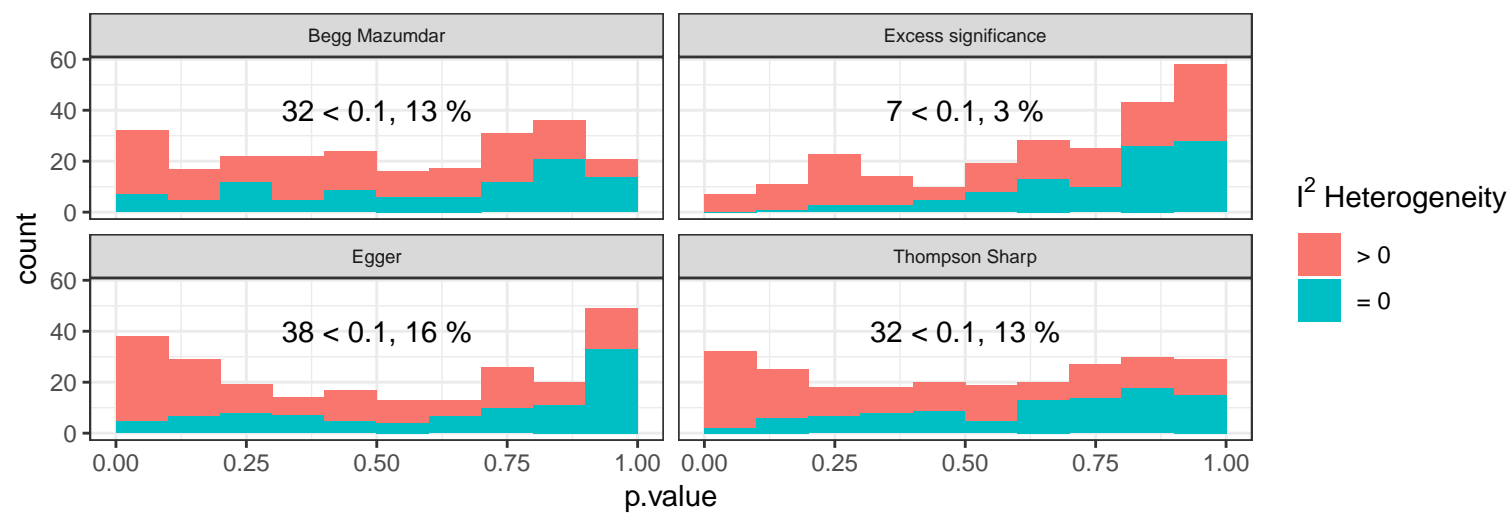 Begg Mazumdar
Excess significance
60
40
20
0
32 < 0.1, 13 %
7 < 0.1, 3 %
Egger
Thompson Sharp
60
40
20
0
38 < 0.1, 16 %
32 < 0.1, 13 %
0.00 0.25 0.50 0.75 1.00
0.00 0.25 0.50 0.75 1.00
p.value
count
I² Heterogeneity
> 0
= 0